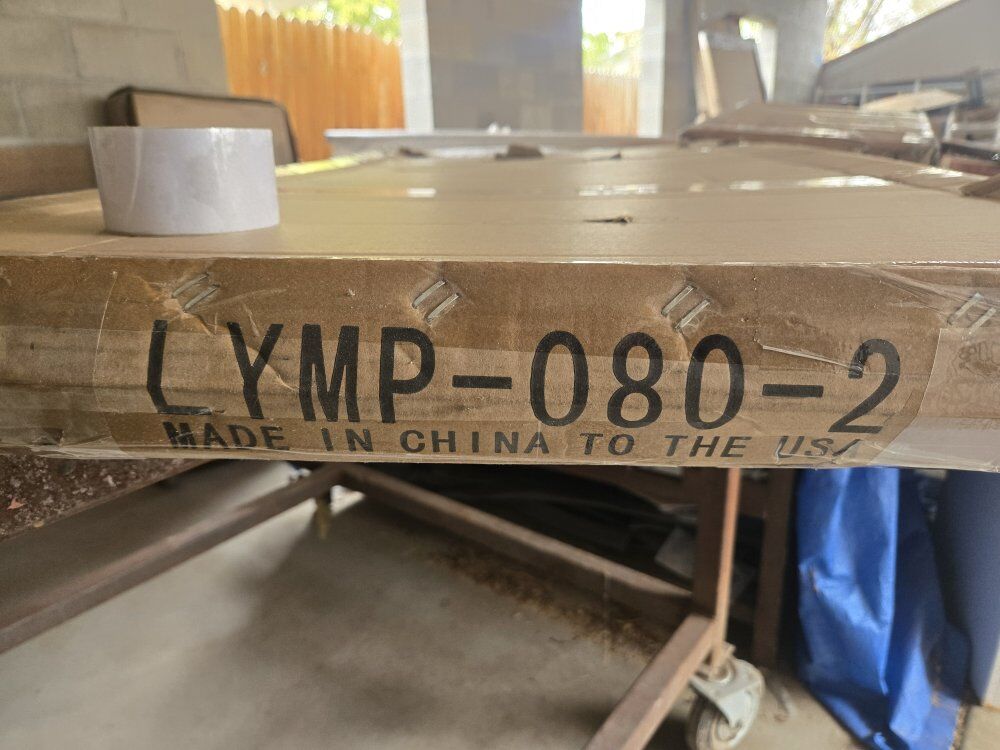 LYMP-080-2
MADE IN CHINA TO THE USA